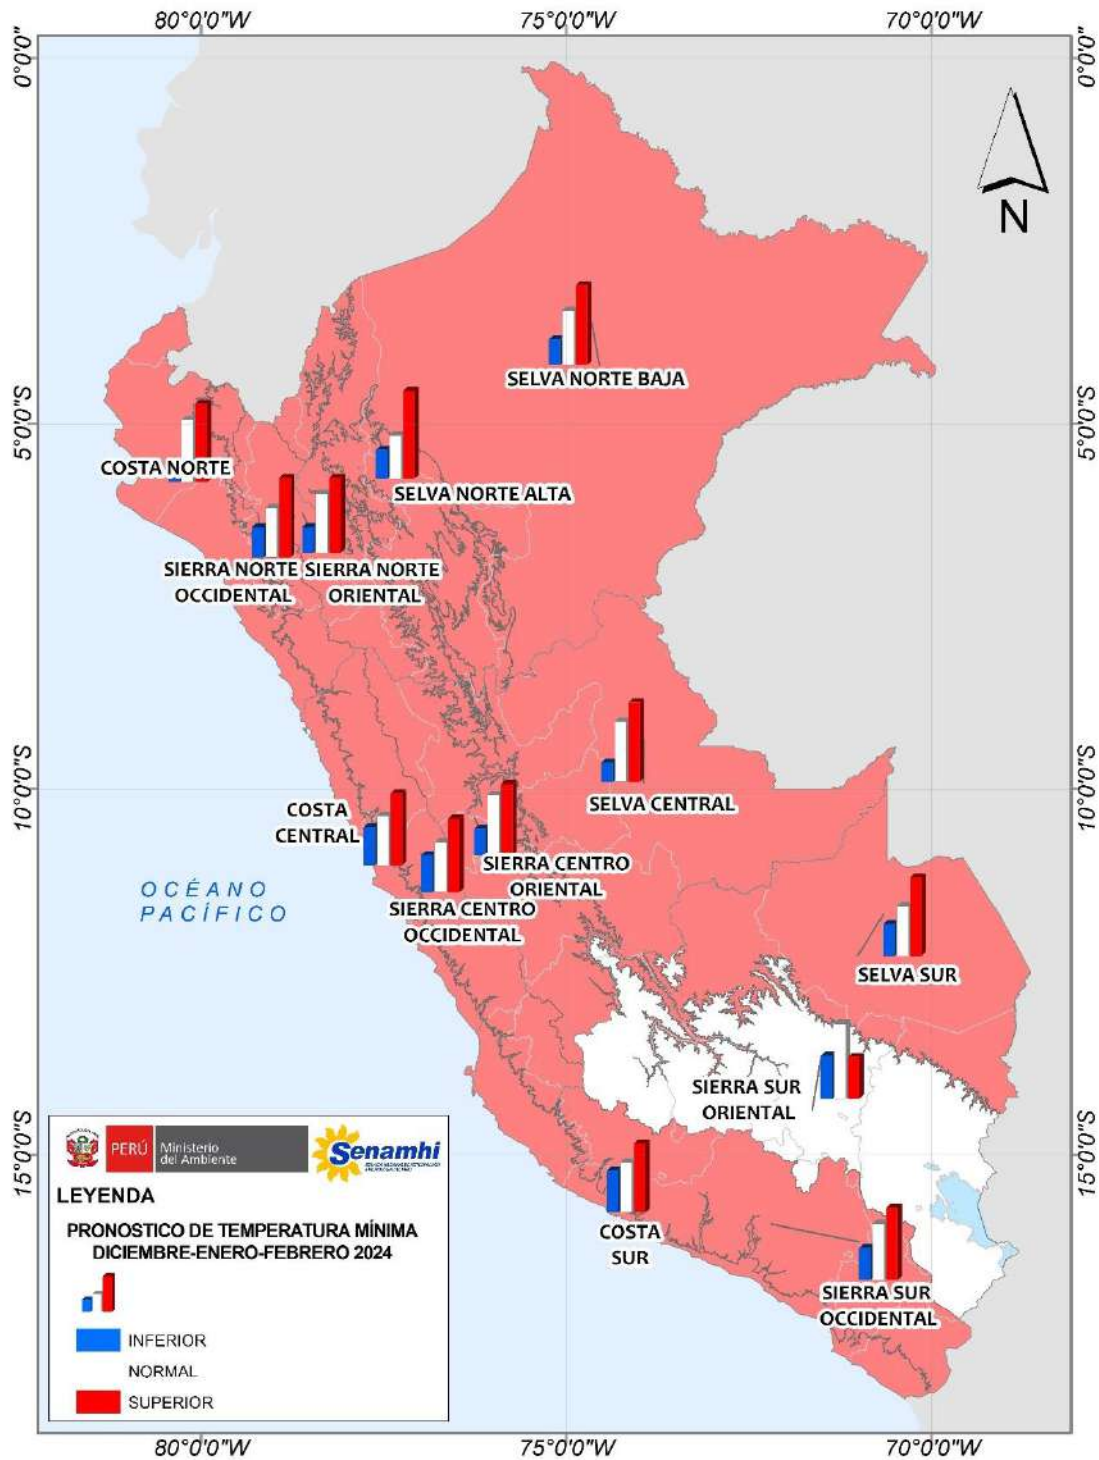 80°0'0"W
75°0'0"W
70°0'0"W
0°0'0"
0°0'0"
N
SELVA NORTE BAJA
5°0'0"S
5°0'0"S
COSTA NORTE
SELVA NORTE ALTA
SIERRA NORTE
OCCIDENTAL
SIERRA NORTE
ORIENTAL
10°0'0"S
10°0'0"S
SELVA CENTRAL
COSTA
CENTRAL
SIERRA CENTRO
ORIENTAL
SIERRA CENTRO
OCCIDENTAL
OCÉANO
PACÍFICO
SELVA SUR
SIERRA SUR
ORIENTAL
15°0'0"S
15°0'0"S
COSTA
SUR
SIERRA SUR
OCCIDENTAL
PERÚ
Ministerio
del Ambiente
Senamhi
LEYENDA
PRONOSTICO DE TEMPERATURA MÍNIMA
DICIEMBRE-ENERO-FEBRERO 2024
INFERIOR
NORMAL
SUPERIOR
80°0'0"W
75°0'0"W
70°0'0"W